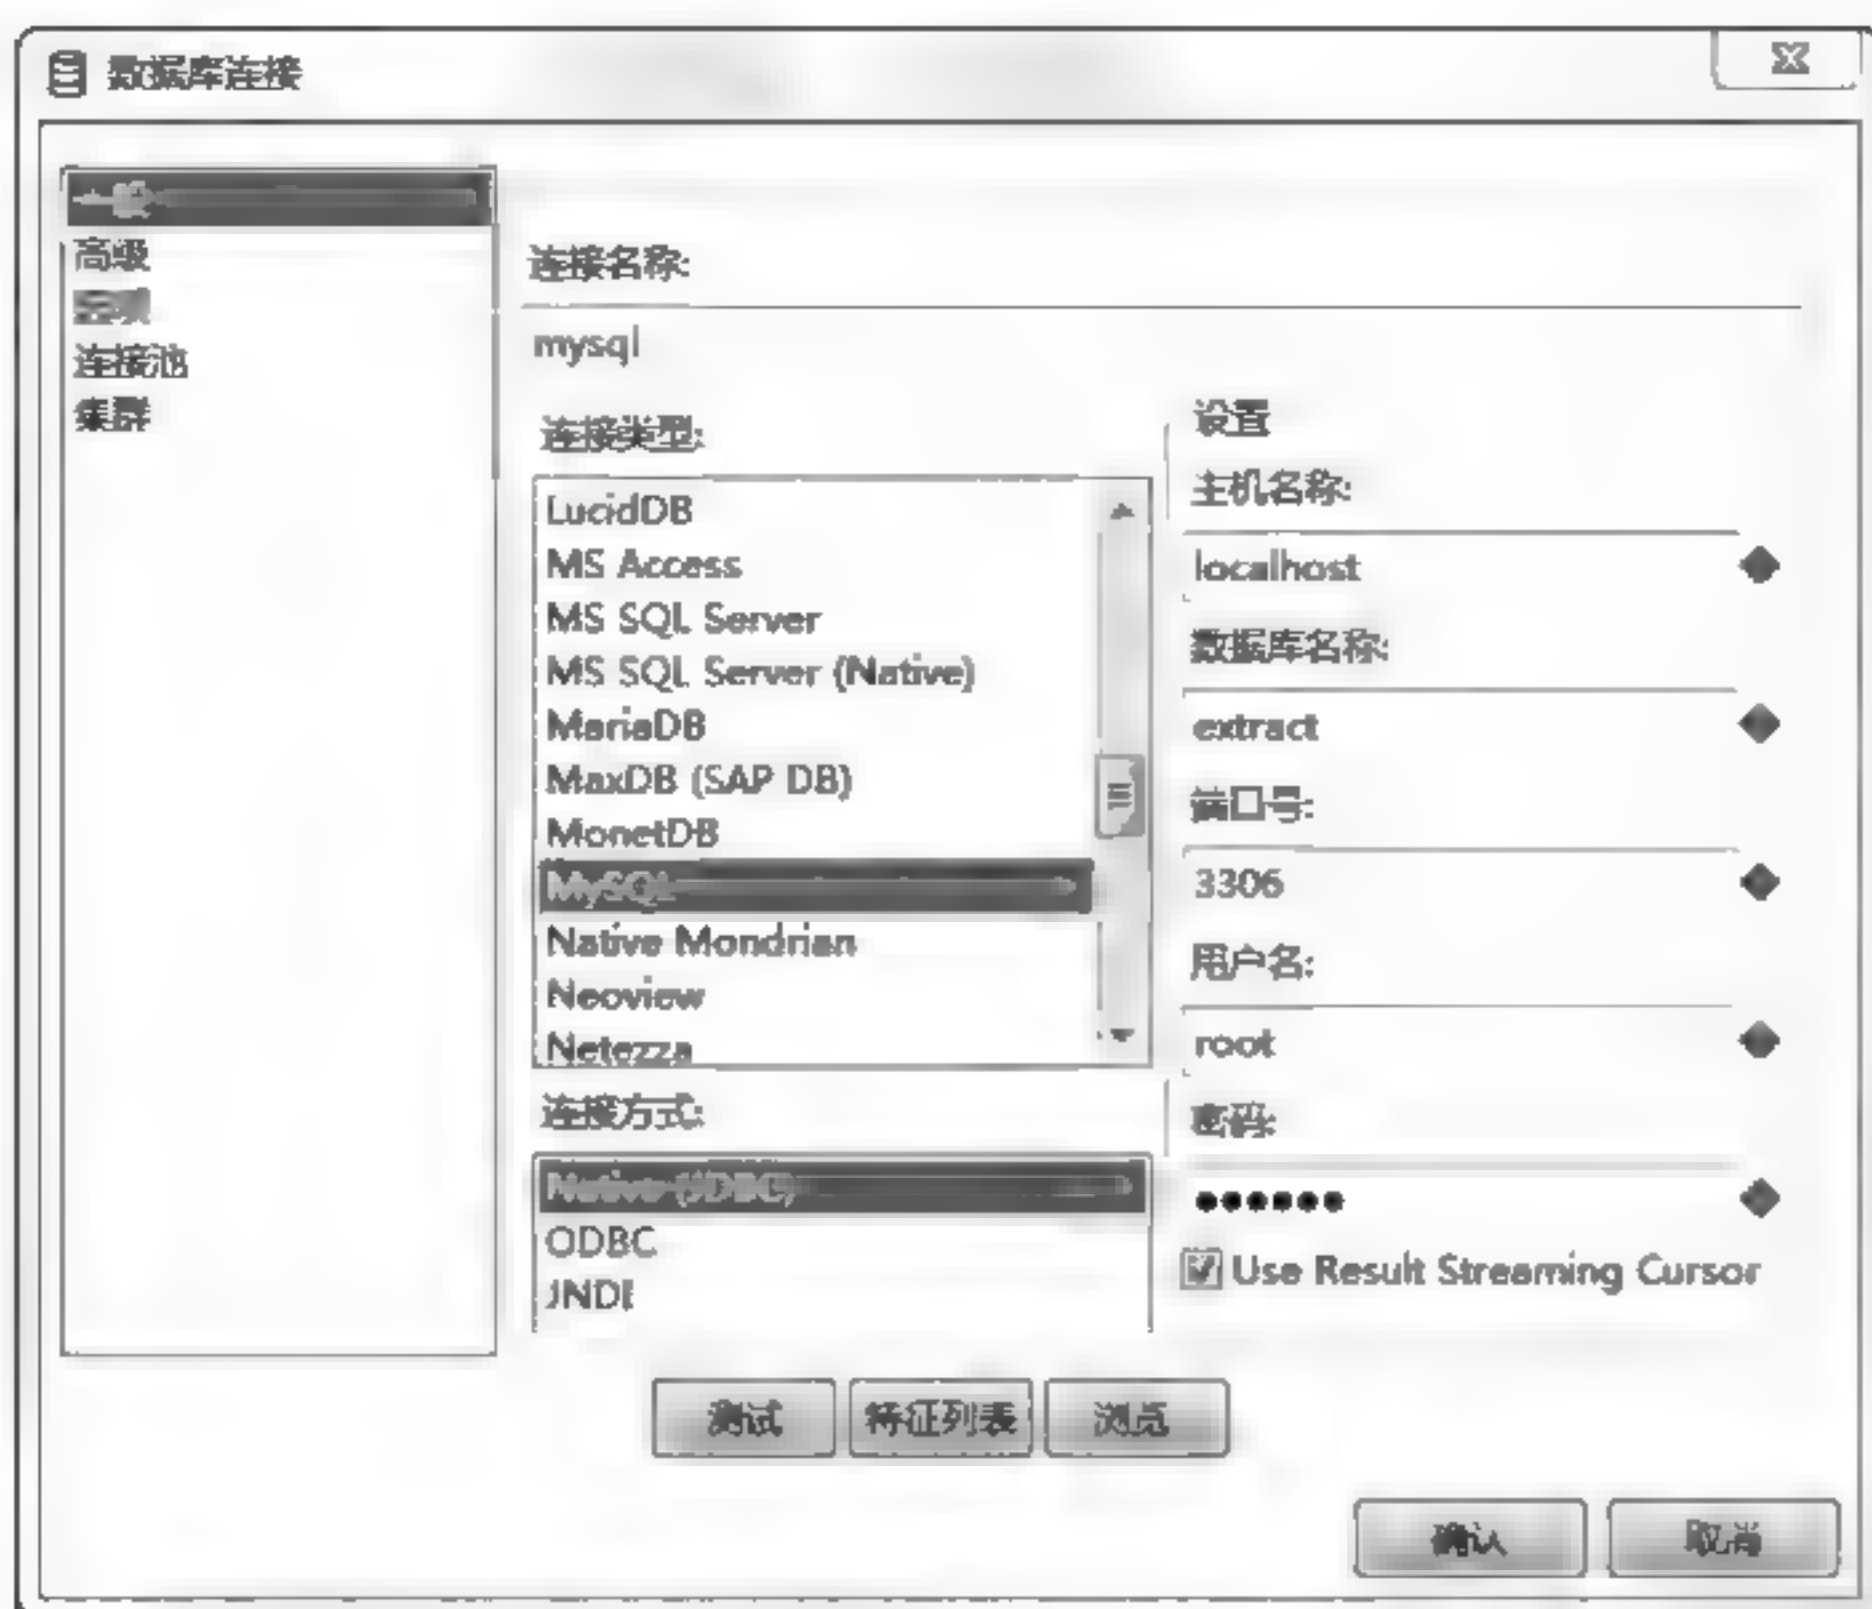 数据库连接
高级
选项
连接池
集群
连接名称:
mysql
连接类型:
LucidDB
MS Access
MS SQL Server
MS SQL Server (Native)
MariaDB
MaxDB (SAP DB)
MonetDB
MySQL
Native Mondrian
Neoview
Netezza
连接方式:
Native (JDBC)
ODBC
JNDI
设置
主机名称:
localhost
数据库名称:
extract
端口号:
3306
用户名:
root
密码:
●●●●●●
Use Result Streaming Cursor
测试
特征列表
浏览
确认
取消